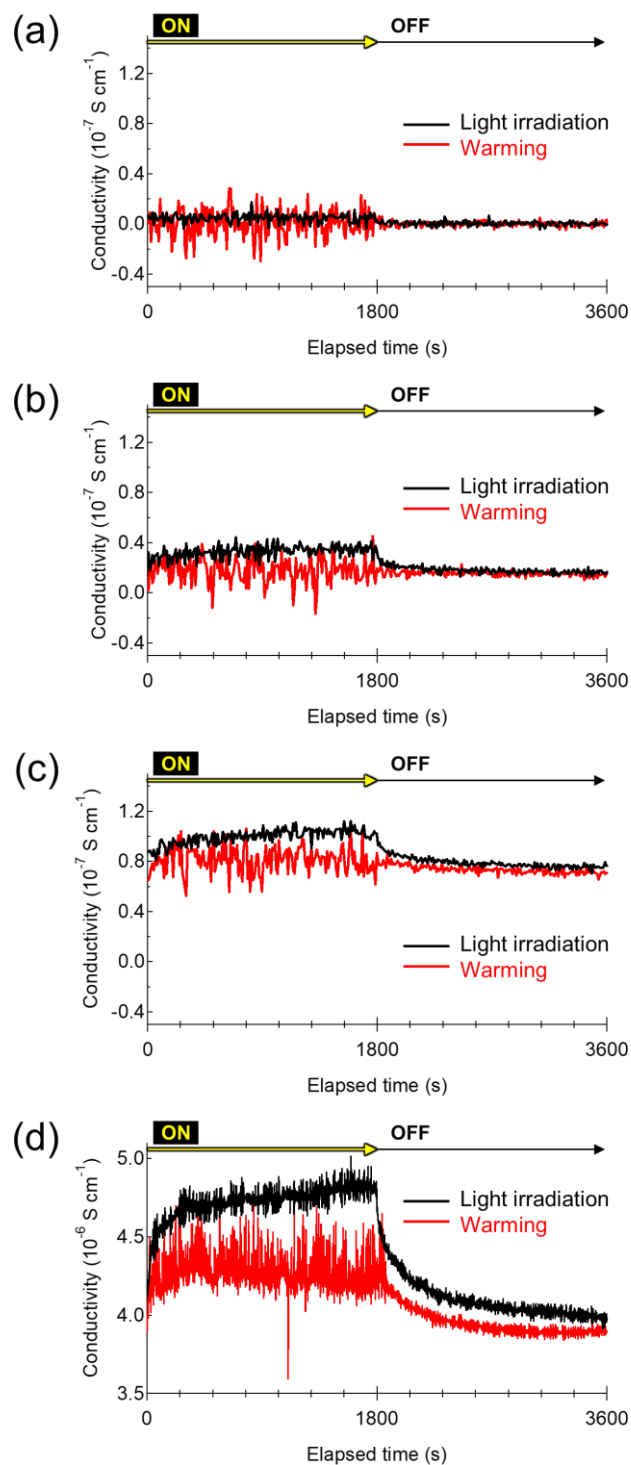 (a)
ON
OFF
Conductivity (10⁻⁷ S cm⁻¹)
1.2
0.8
0.4
0.0
-0.4
Light irradiation
Warming
0
1800
3600
Elapsed time (s)
(b)
ON
OFF
Conductivity (10⁻⁷ S cm⁻¹)
1.2
0.8
0.4
0.0
-0.4
Light irradiation
Warming
0
1800
3600
Elapsed time (s)
(c)
ON
OFF
Conductivity (10⁻⁷ S cm⁻¹)
1.2
0.8
0.4
0.0
-0.4
Light irradiation
Warming
0
1800
3600
Elapsed time (s)
(d)
ON
OFF
Conductivity (10⁻⁶ S cm⁻¹)
5.0
4.5
4.0
3.5
Light irradiation
Warming
0
1800
3600
Elapsed time (s)